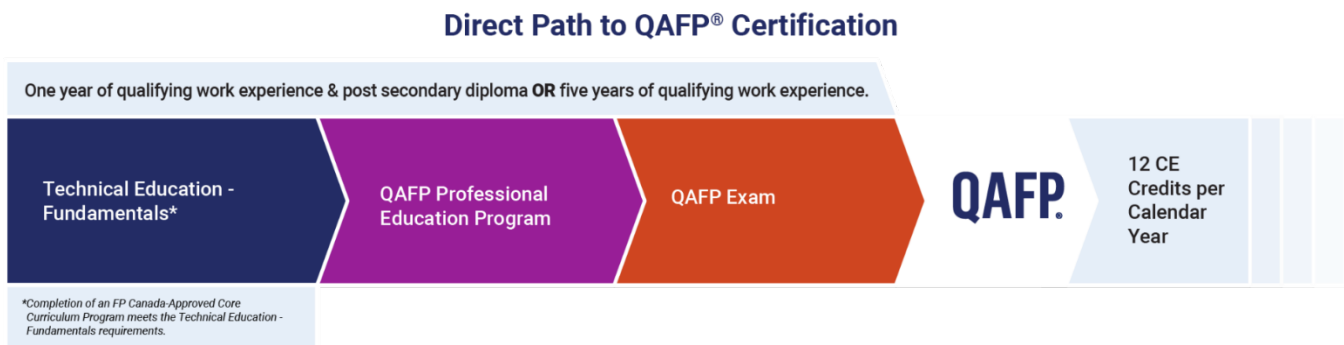 Direct Path to QAFP® Certification
One year of qualifying work experience & post secondary diploma OR five years of qualifying work experience.
Technical Education -
Fundamentals*
QAFP Professional
Education Program
QAFP Exam
QAFP®
12 CE
Credits per
Calendar
Year
*Completion of an FP Canada-Approved Core
Curriculum Program meets the Technical Education -
Fundamentals requirements.